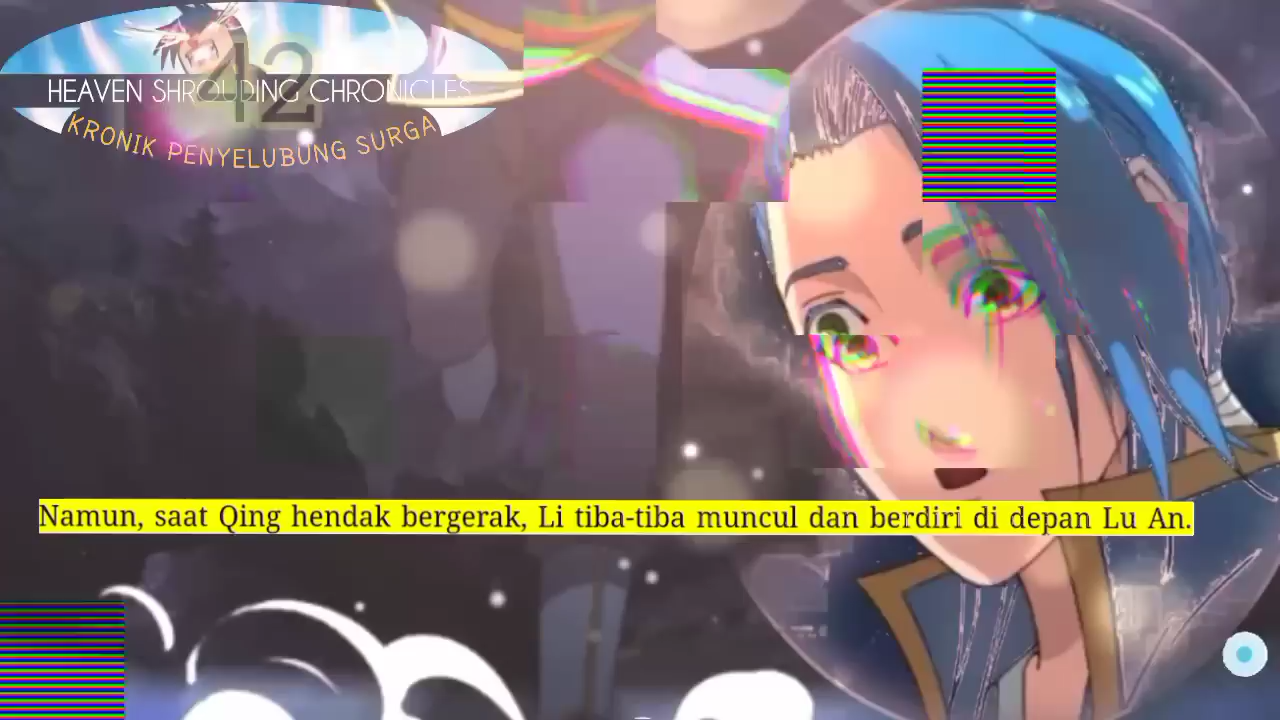 42
HEAVEN SHROUDING CHRONICLES
KRONIK PENYELUBUNG SURGA
Namun, saat Qing hendak bergerak, Li tiba-tiba muncul dan berdiri di depan Lu An.